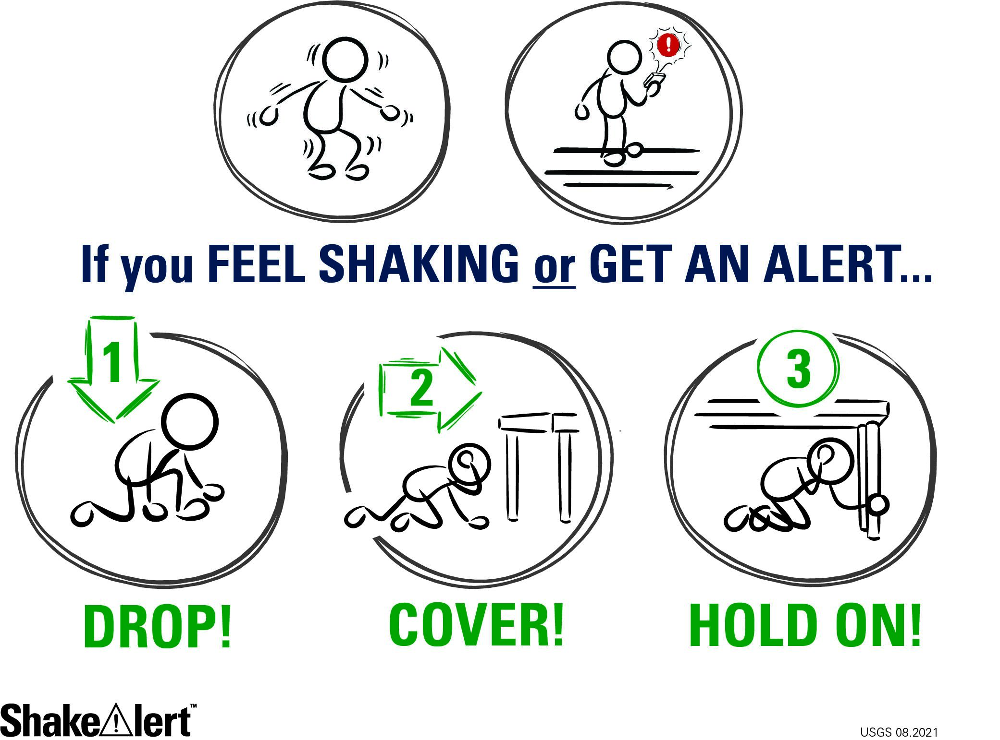 !
If you FEEL SHAKING or GET AN ALERT...
1
2
3
DROP!
COVER!
HOLD ON!
ShakeAlert™
USGS 08.2021